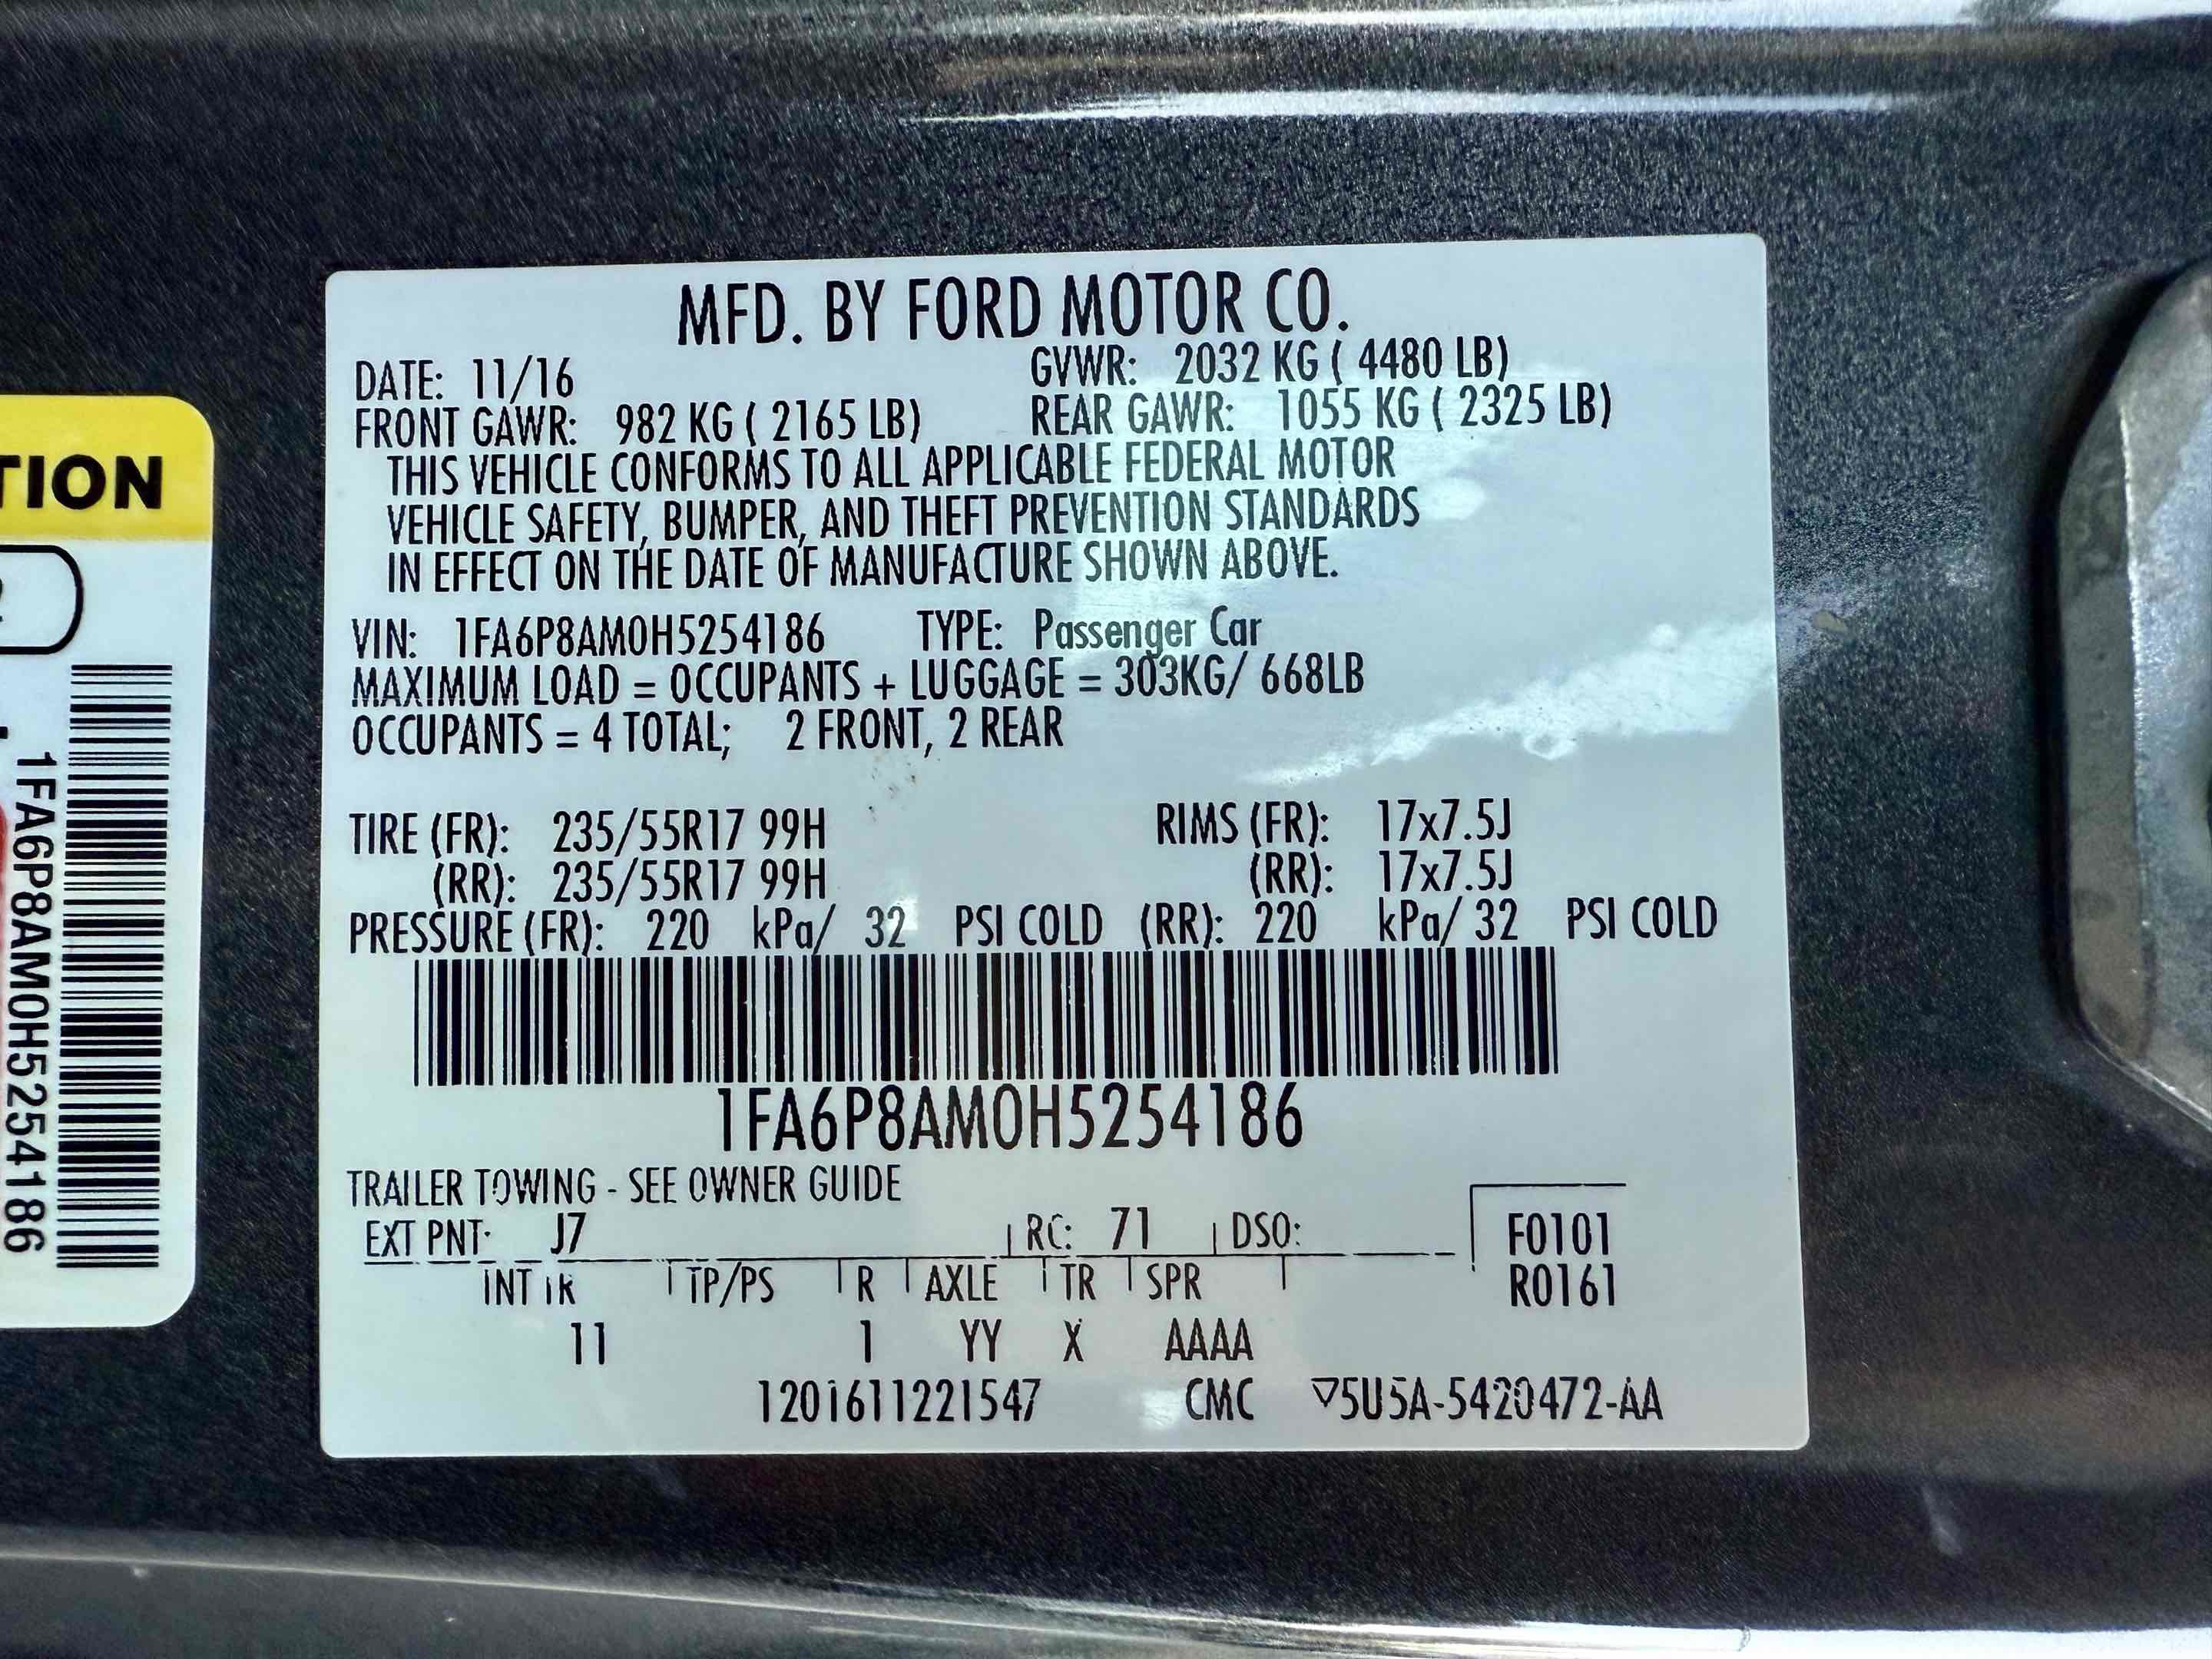 MFD. BY FORD MOTOR CO.
DATE: 11/16 GVWR: 2032 KG ( 4480 LB)
FRONT GAWR: 982 KG ( 2165 LB) REAR GAWR: 1055 KG ( 2325 LB)
THIS VEHICLE CONFORMS TO ALL APPLICABLE FEDERAL MOTOR
VEHICLE SAFETY, BUMPER, AND THEFT PREVENTION STANDARDS
IN EFFECT ON THE DATE OF MANUFACTURE SHOWN ABOVE.
VIN: 1FA6P8AM0H5254186 TYPE: Passenger Car
MAXIMUM LOAD = OCCUPANTS + LUGGAGE = 303KG/ 668LB
OCCUPANTS = 4 TOTAL; 2 FRONT, 2 REAR
TIRE (FR): 235/55R17 99H RIMS (FR): 17x7.5J
(RR): 235/55R17 99H (RR): 17x7.5J
PRESSURE (FR): 220 kPa/ 32 PSI COLD (RR): 220 kPa/ 32 PSI COLD
1FA6P8AM0H5254186
TRAILER TOWING - SEE OWNER GUIDE
EXT PNT: J7 RC: 71 DSO: F0101
INT TR TP/PS R AXLE TR SPR R0161
11 1 YY X AAAA
1201611221547 CMC ▽5U5A-5420472-AA
TION
1FA6P8AM0H5254186